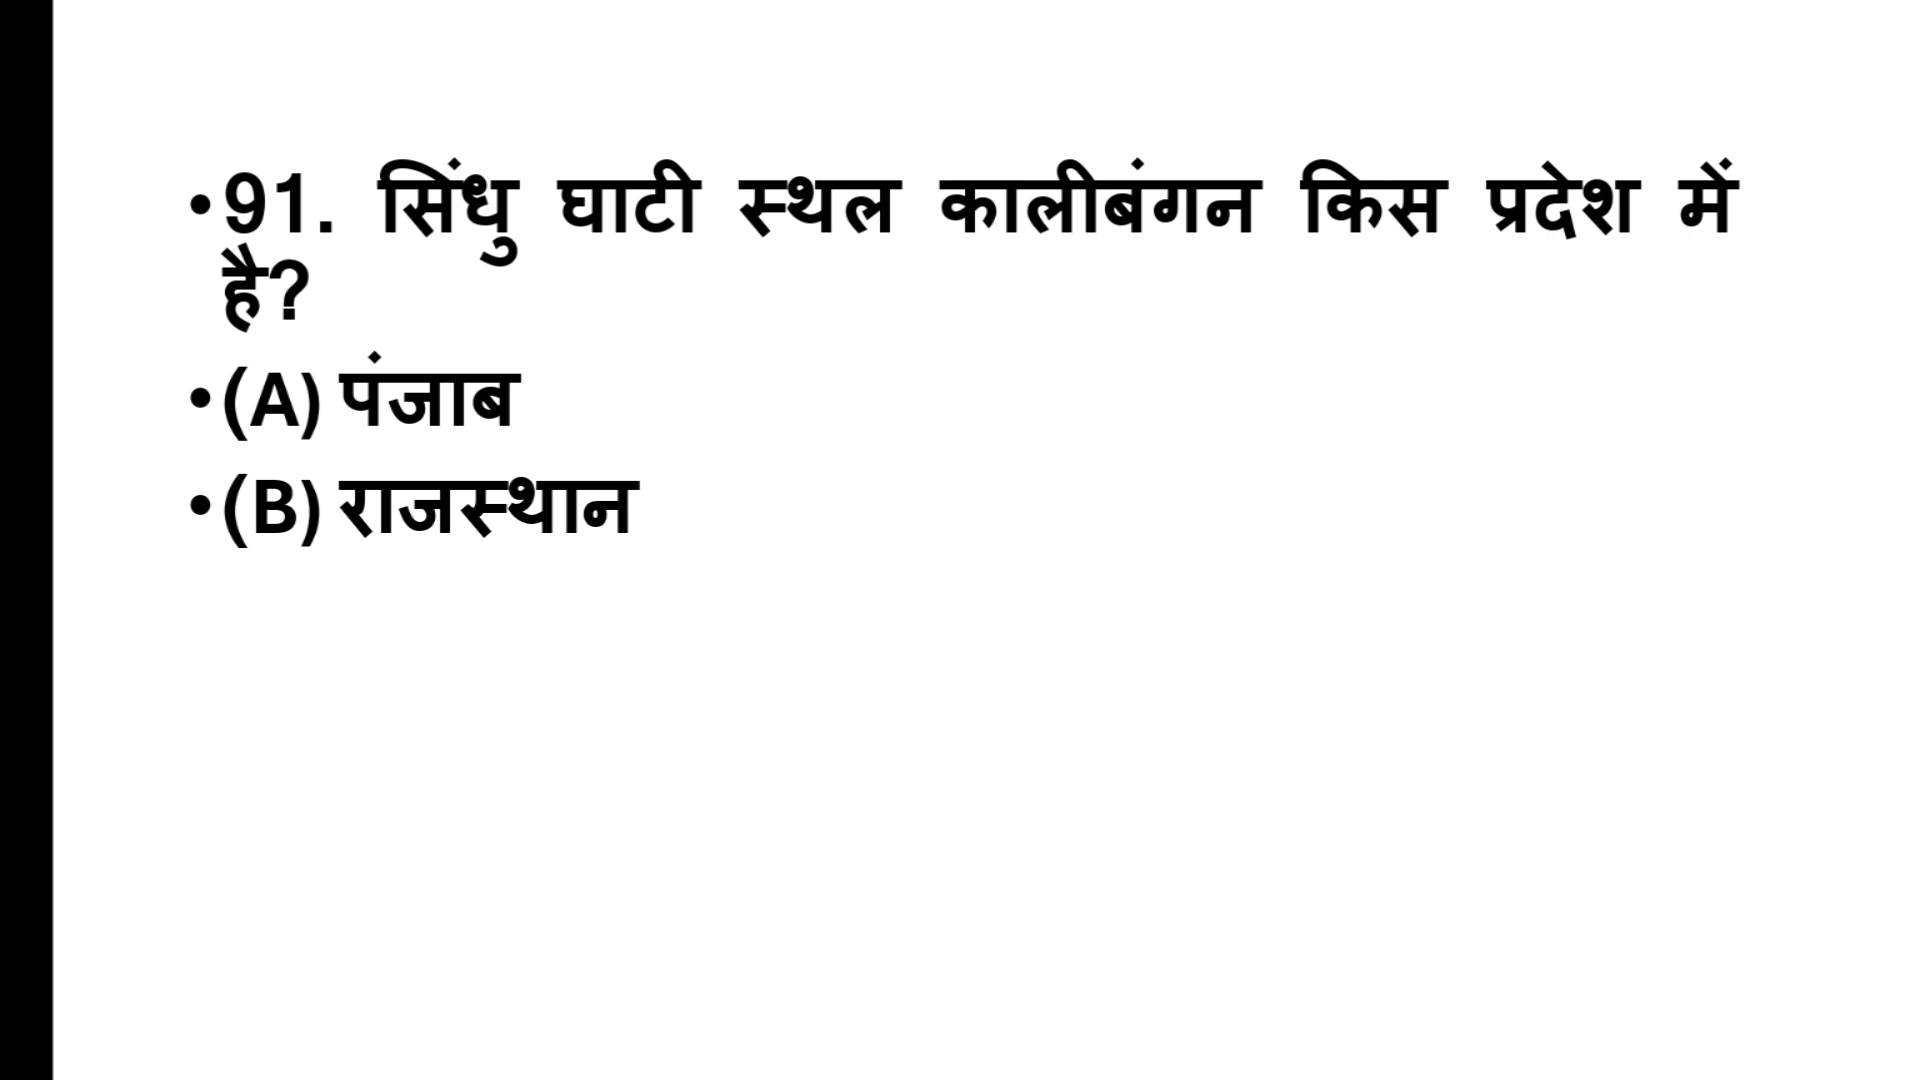 •91. सिंधु घाटी स्थल कालीबंगन किस प्रदेश में
है?
•(A) पंजाब
•(B) राजस्थान